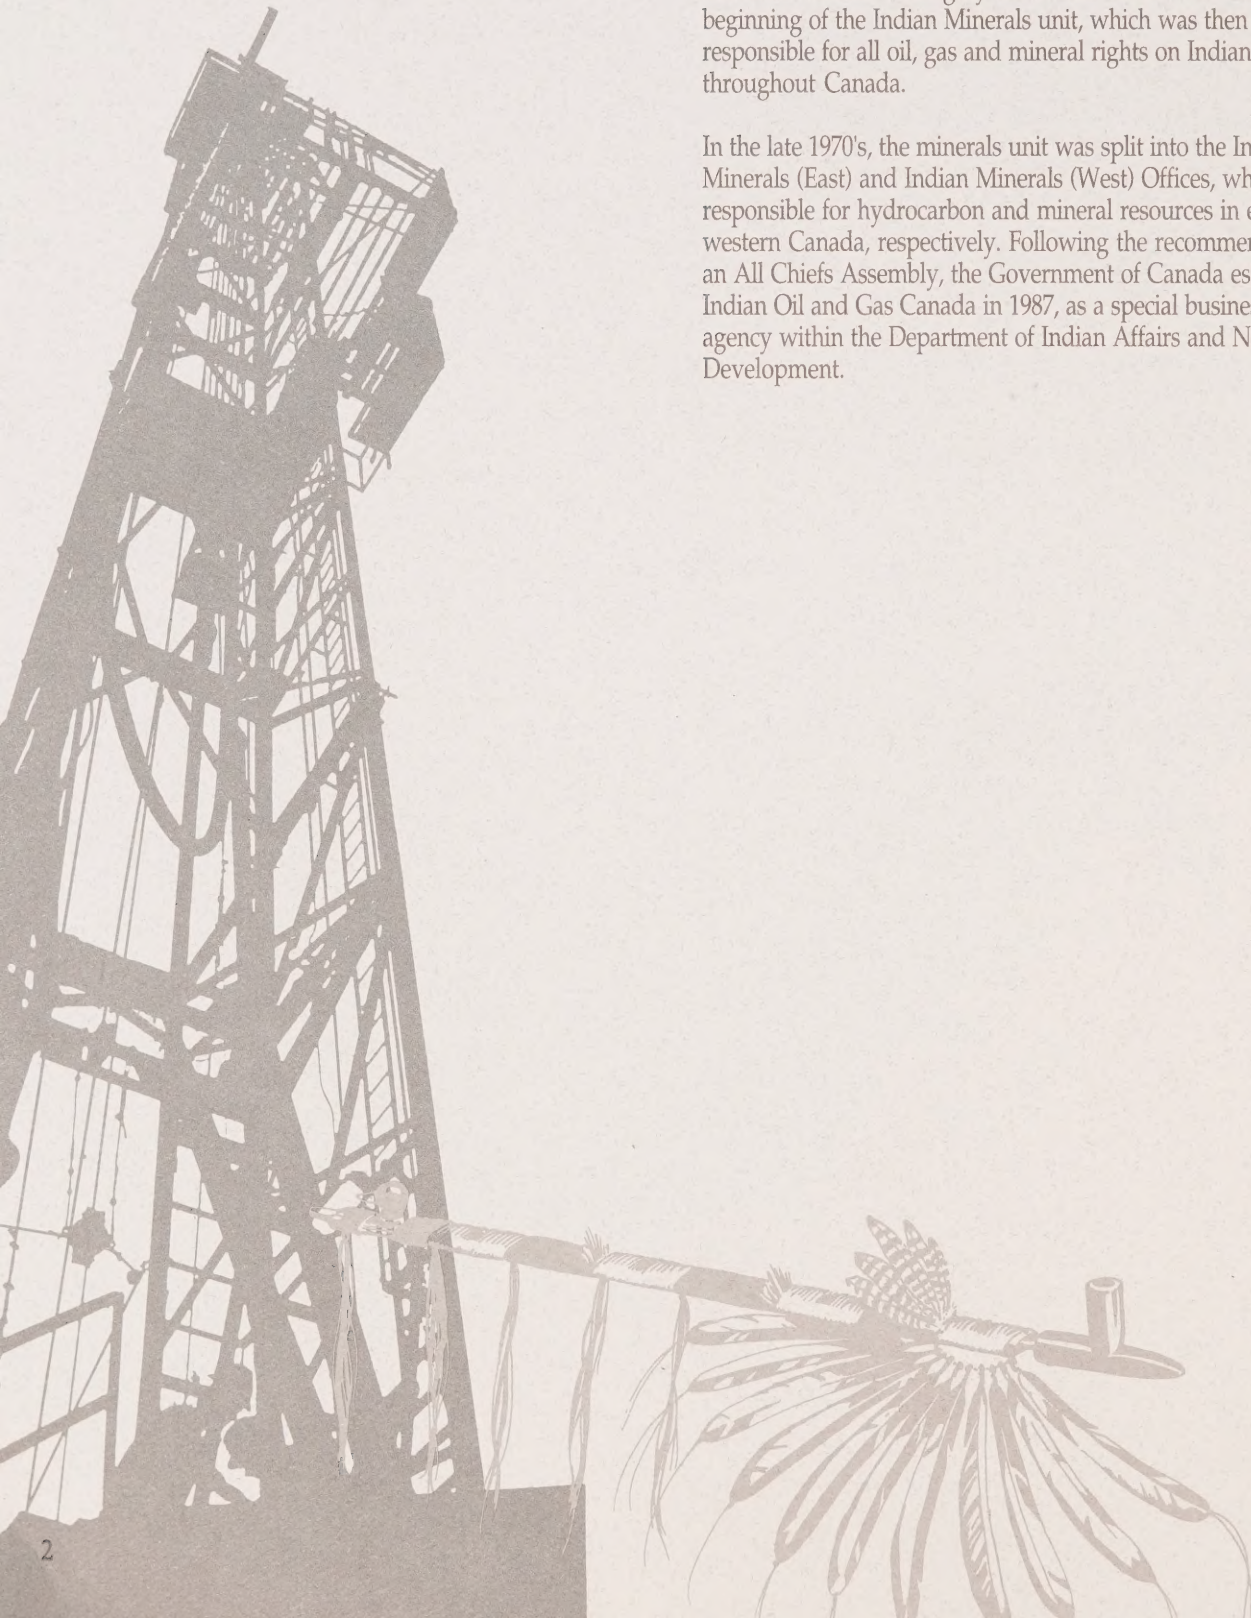 beginning of the Indian Minerals unit, which was then
responsible for all oil, gas and mineral rights on Indian
throughout Canada.
In the late 1970's, the minerals unit was split into the In
Minerals (East) and Indian Minerals (West) Offices, wh
responsible for hydrocarbon and mineral resources in e
western Canada, respectively. Following the recommen
an All Chiefs Assembly, the Government of Canada es
Indian Oil and Gas Canada in 1987, as a special busine
agency within the Department of Indian Affairs and N
Development.
2